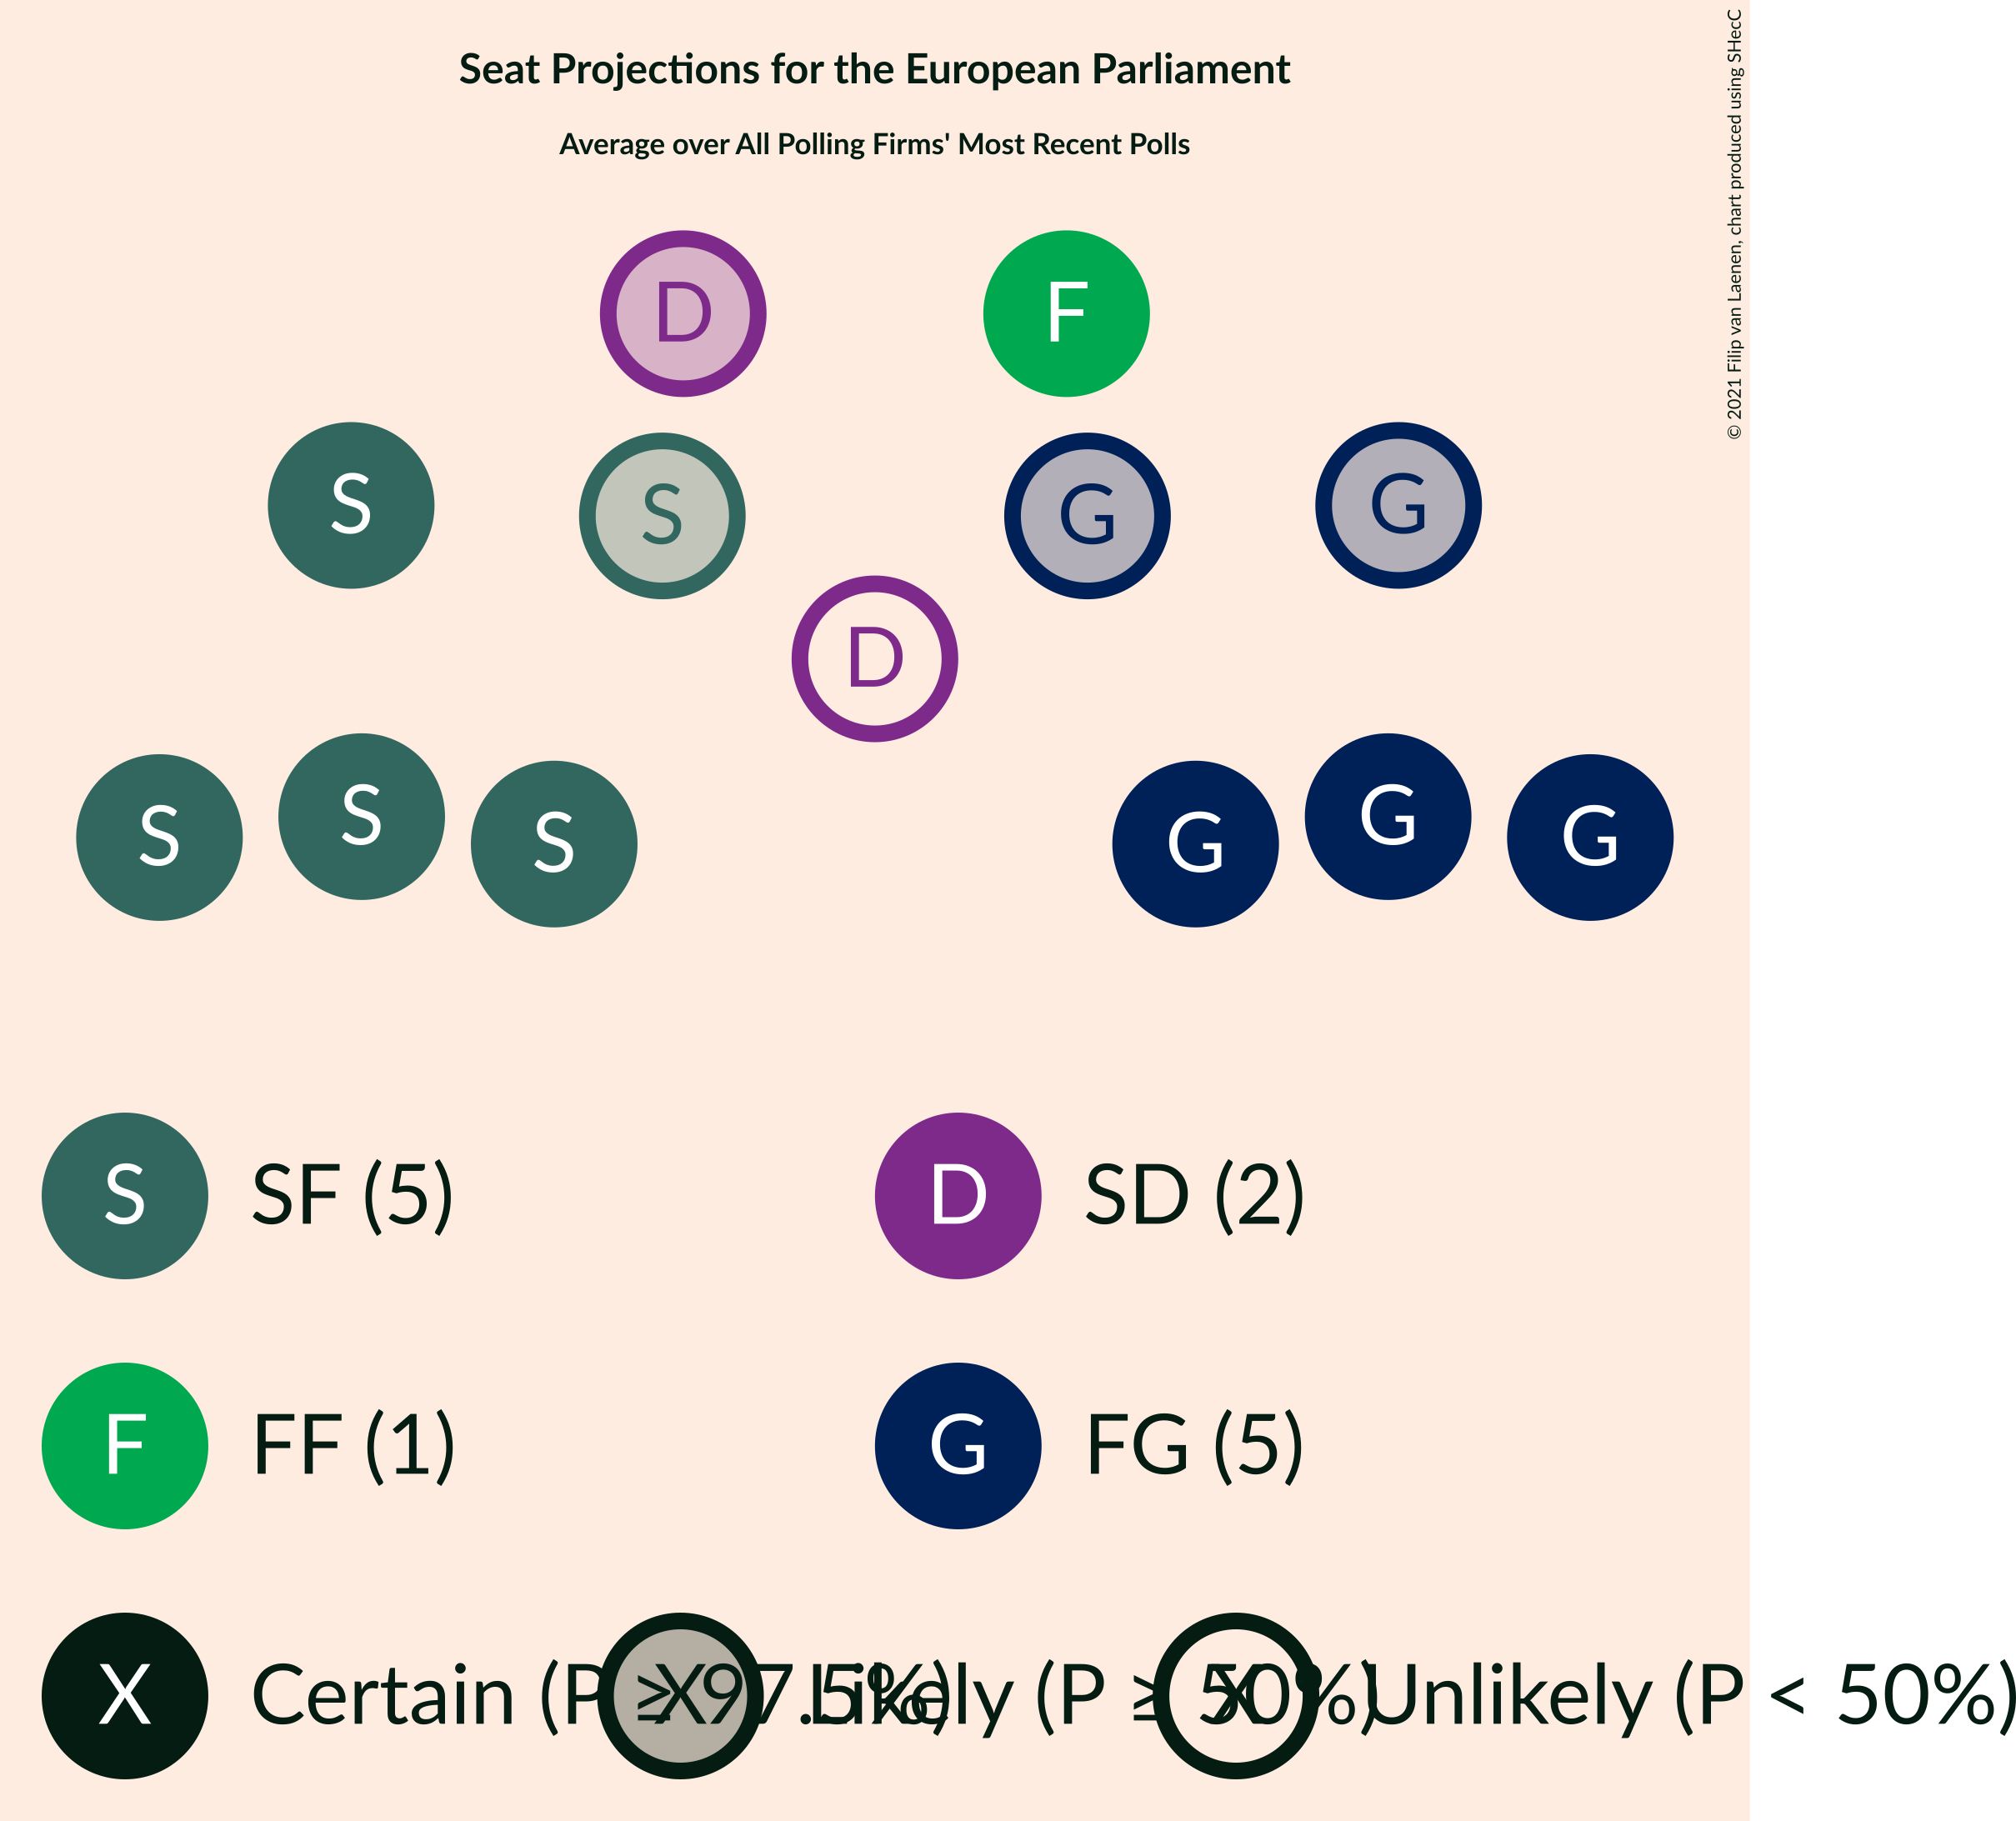 Seat Projections for the European Parliament
Average over All Polling Firms' Most Recent Polls
© 2021 Filip van Laenen, chart produced using SHecC
D F
S S G G
D
S S S G G G
S SF (5) D SD (2)
F FF (1) G FG (5)
X Certain (P ≥ 97.5%) X Likely (P ≥ 50%) X Unlikely (P < 50%)